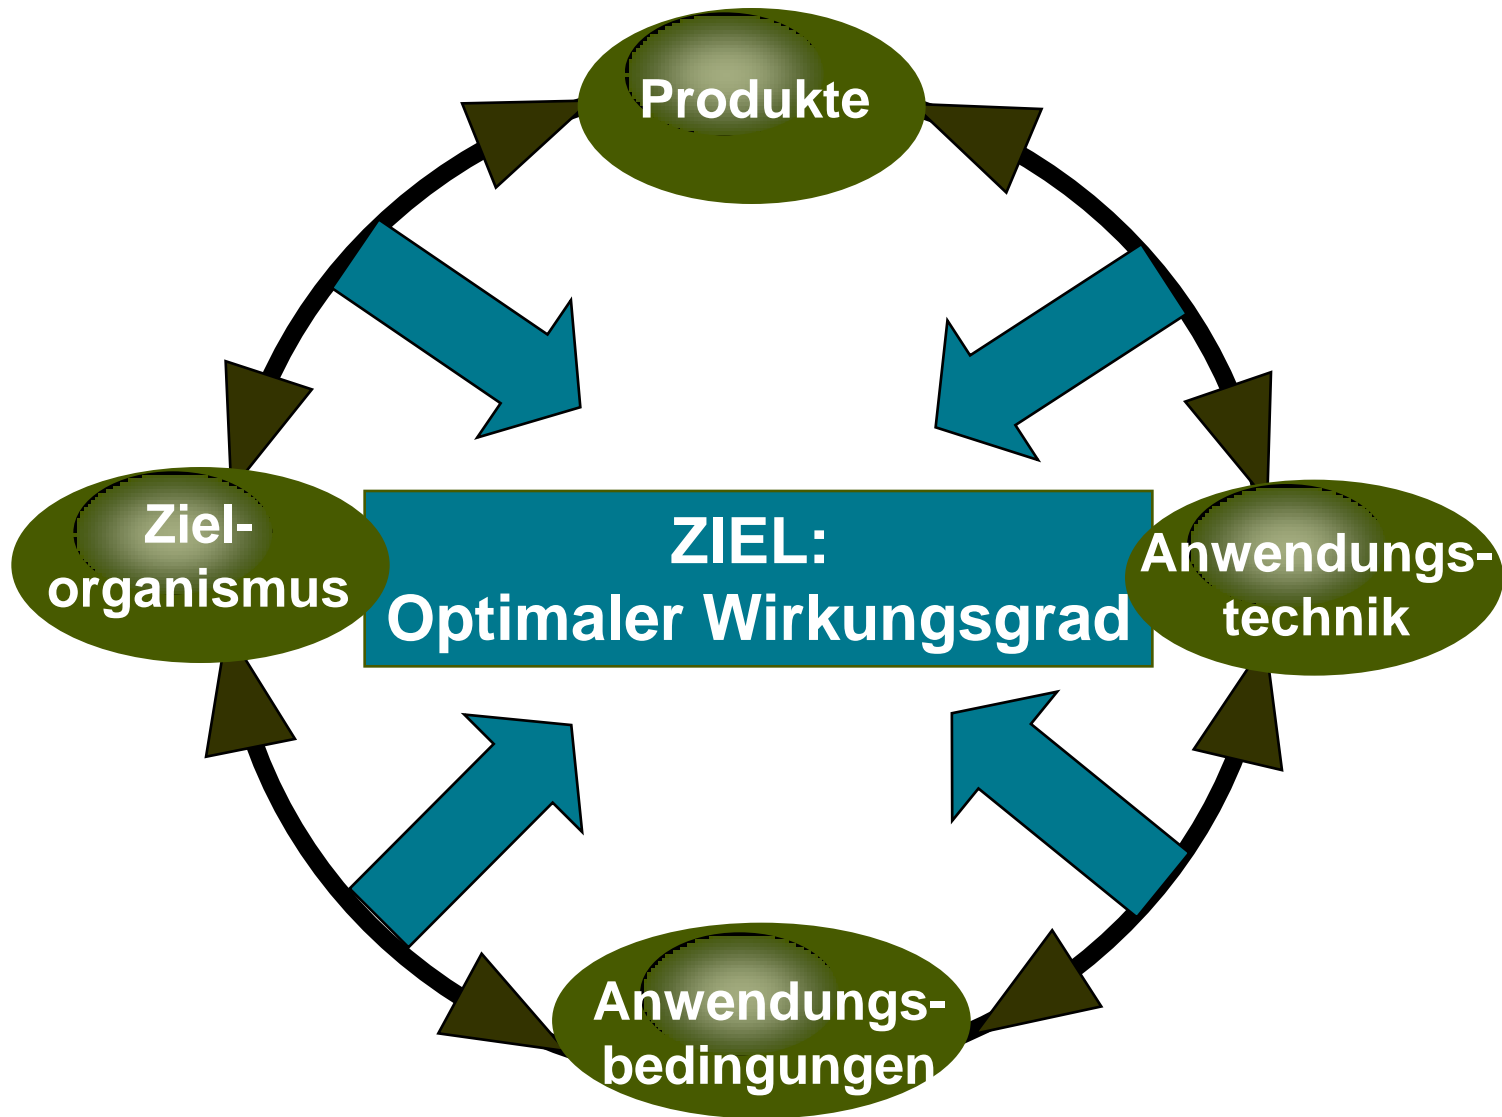 Produkte
Ziel-
organismus
ZIEL:
Optimaler Wirkungsgrad
Anwendungs-
technik
Anwendungs-
bedingungen